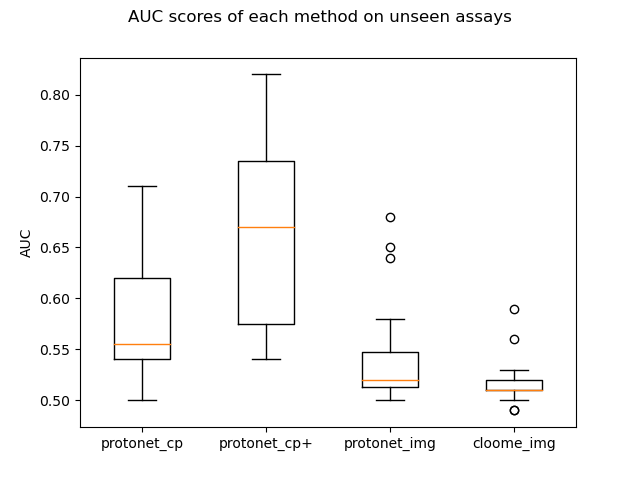 AUC scores of each method on unseen assays
0.80
0.75
0.70
0.65
AUC
0.60
0.55
0.50
protonet_cp protonet_cp+ protonet_img cloome_img